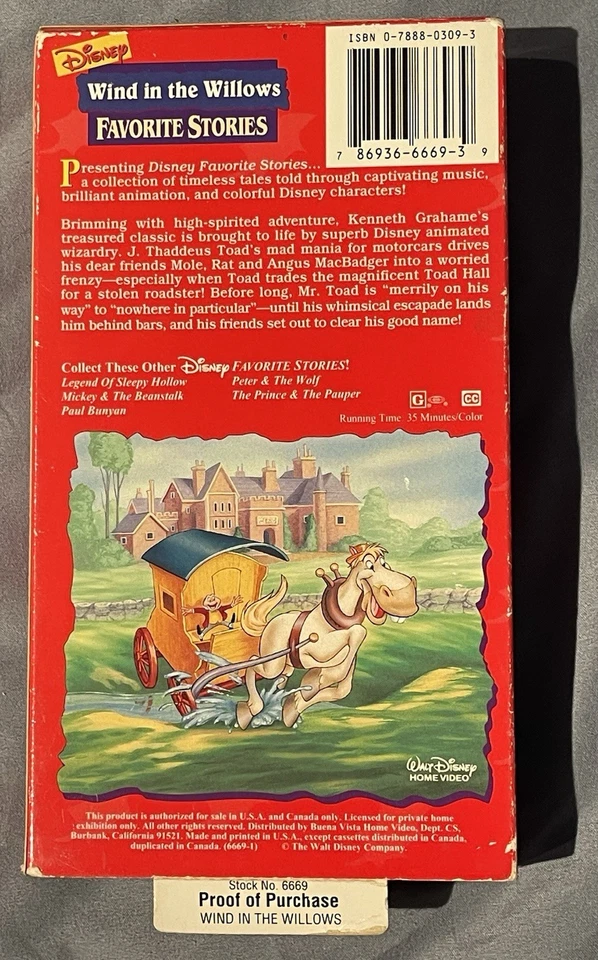 Disney
Wind in the Willows
FAVORITE STORIES
ISBN 0-7888-0309-3
7 86936-6669-3 9
Presenting Disney Favorite Stories...
a collection of timeless tales told through captivating music,
brilliant animation, and colorful Disney characters!
Brimming with high-spirited adventure, Kenneth Grahame's
treasured classic is brought to life by superb Disney animated
wizardry. J. Thaddeus Toad's mad mania for motorcars drives
his dear friends Mole, Rat and Angus MacBadger into a worried
frenzy—especially when Toad trades the magnificent Toad Hall
for a stolen roadster! Before long, Mr. Toad is "merrily on his
way" to "nowhere in particular"—until his whimsical escapade lands
him behind bars, and his friends set out to clear his good name!
Collect These Other Disney FAVORITE STORIES!
Legend Of Sleepy Hollow Peter & The Wolf
Mickey & The Beanstalk The Prince & The Pauper
Paul Bunyan
G CC
Running Time 35 Minutes/Color
WALT DISNEY
HOME VIDEO
This product is authorized for sale in U.S.A. and Canada only. Licensed for private home
exhibition only. All other rights reserved. Distributed by Buena Vista Home Video, Dept. CS,
Burbank, California 91521. Made and printed in U.S.A., except cassettes distributed in Canada,
duplicated in Canada. (6669-1) © The Walt Disney Company.
Stock No. 6669
Proof of Purchase
WIND IN THE WILLOWS